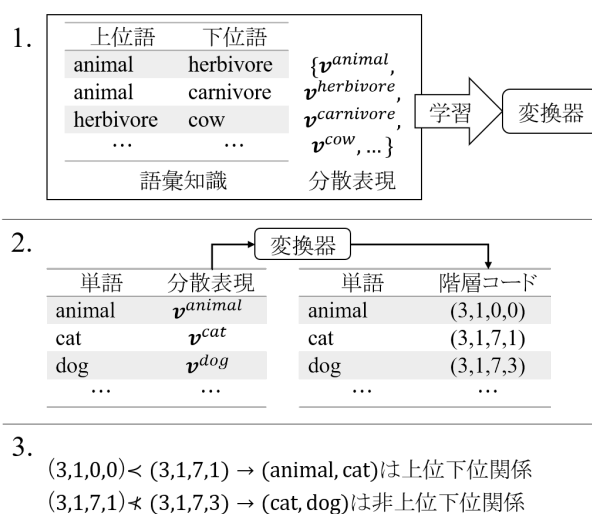 1.
上位語 下位語
animal herbivore {v^animal,
animal carnivore v^herbivore,
herbivore cow v^carnivore,
… … v^cow, …}
語彙知識 分散表現
学習
変換器
2.
変換器
単語 分散表現 単語 階層コード
animal v^animal animal (3,1,0,0)
cat v^cat cat (3,1,7,1)
dog v^dog dog (3,1,7,3)
… … … …
3.
(3,1,0,0)≺ (3,1,7,1) → (animal, cat)は上位下位関係
(3,1,7,1)⊀ (3,1,7,3) → (cat, dog)は非上位下位関係